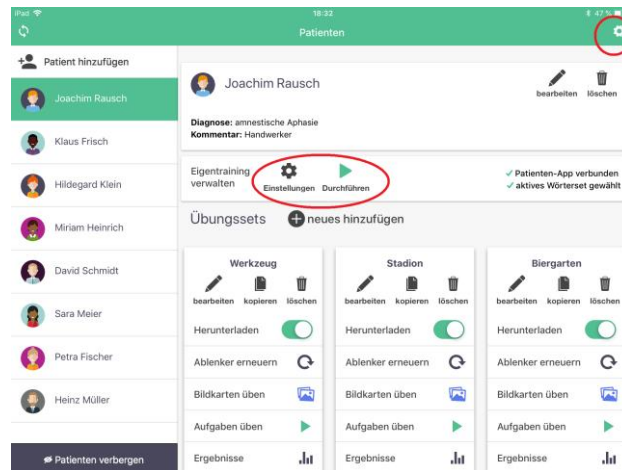 iPad 18:32 47 %
Patienten
Patient hinzufügen
Joachim Rausch
Klaus Frisch
Hildegard Klein
Miriam Heinrich
David Schmidt
Sara Meier
Petra Fischer
Heinz Müller
Patienten verbergen
Joachim Rausch
bearbeiten löschen
Diagnose: amnestische Aphasie
Kommentar: Handwerker
Eigentraining
verwalten
Einstellungen Durchführen
✓ Patienten-App verbunden
✓ aktives Wörterset gewählt
Übungssets neues hinzufügen
Werkzeug
bearbeiten kopieren löschen
Herunterladen
Ablenker erneuern
Bildkarten üben
Aufgaben üben
Ergebnisse
Stadion
bearbeiten kopieren löschen
Herunterladen
Ablenker erneuern
Bildkarten üben
Aufgaben üben
Ergebnisse
Biergarten
bearbeiten kopieren löschen
Herunterladen
Ablenker erneuern
Bildkarten üben
Aufgaben üben
Ergebnisse